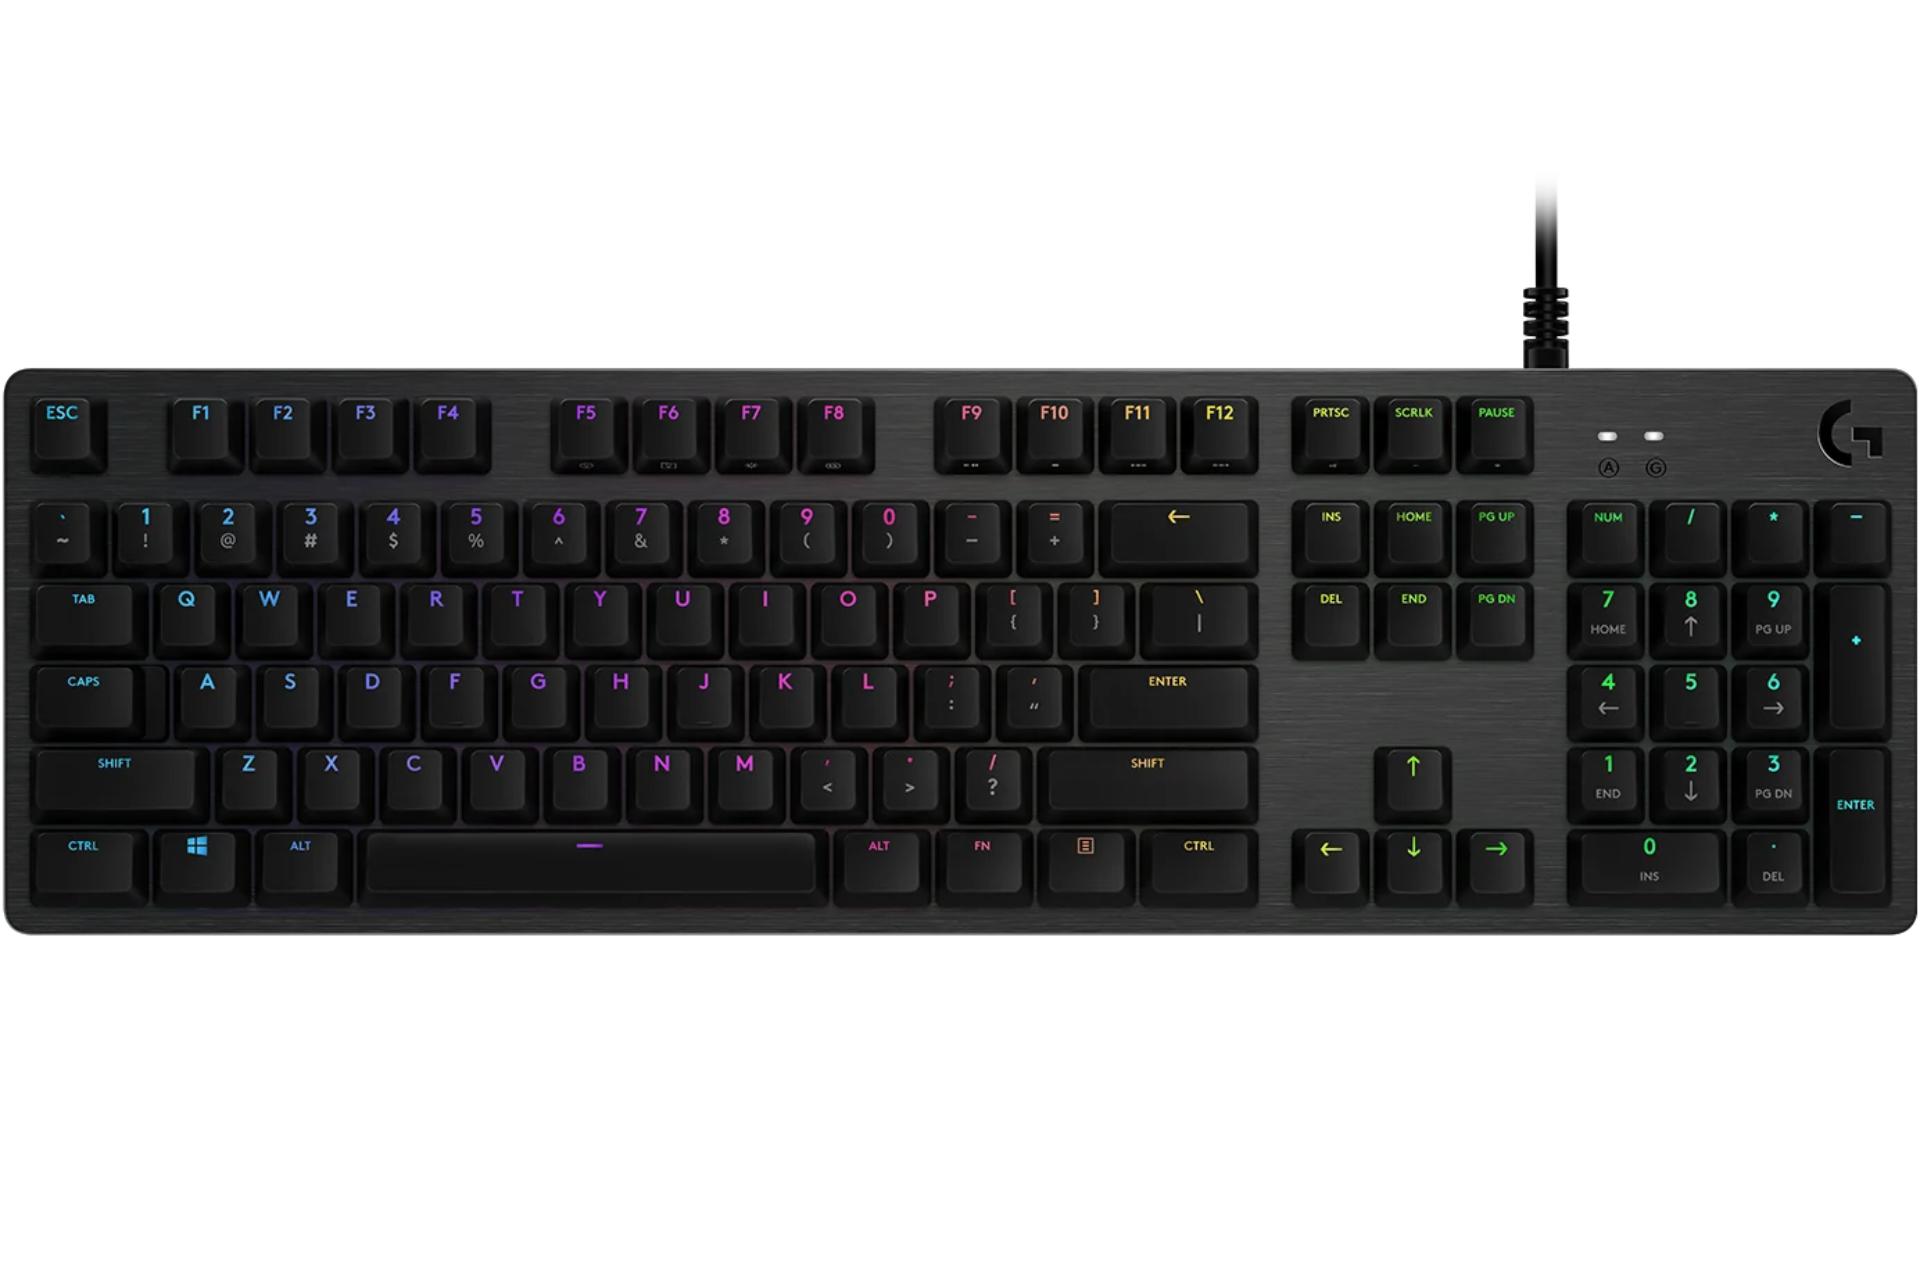 ESC F1 F2 F3 F4 F5 F6 F7 F8 F9 F10 F11 F12 PRTSC SCRLK PAUSE
A G
` 1 2 3 4 5 6 7 8 9 0 - = ← INS HOME PG UP NUM / * -
~ ! @ # $ % ^ & * ( ) _ +
TAB Q W E R T Y U I O P [ ] \ DEL END PG DN 7 8 9
{ } | HOME ↑ PG UP
+
CAPS A S D F G H J K L ; ' ENTER 4 5 6
: " ← →
SHIFT Z X C V B N M , . / SHIFT ↑ 1 2 3
< > ? END ↓ PG DN
ENTER
CTRL ALT ALT FN CTRL ← ↓ → 0 .
INS DEL